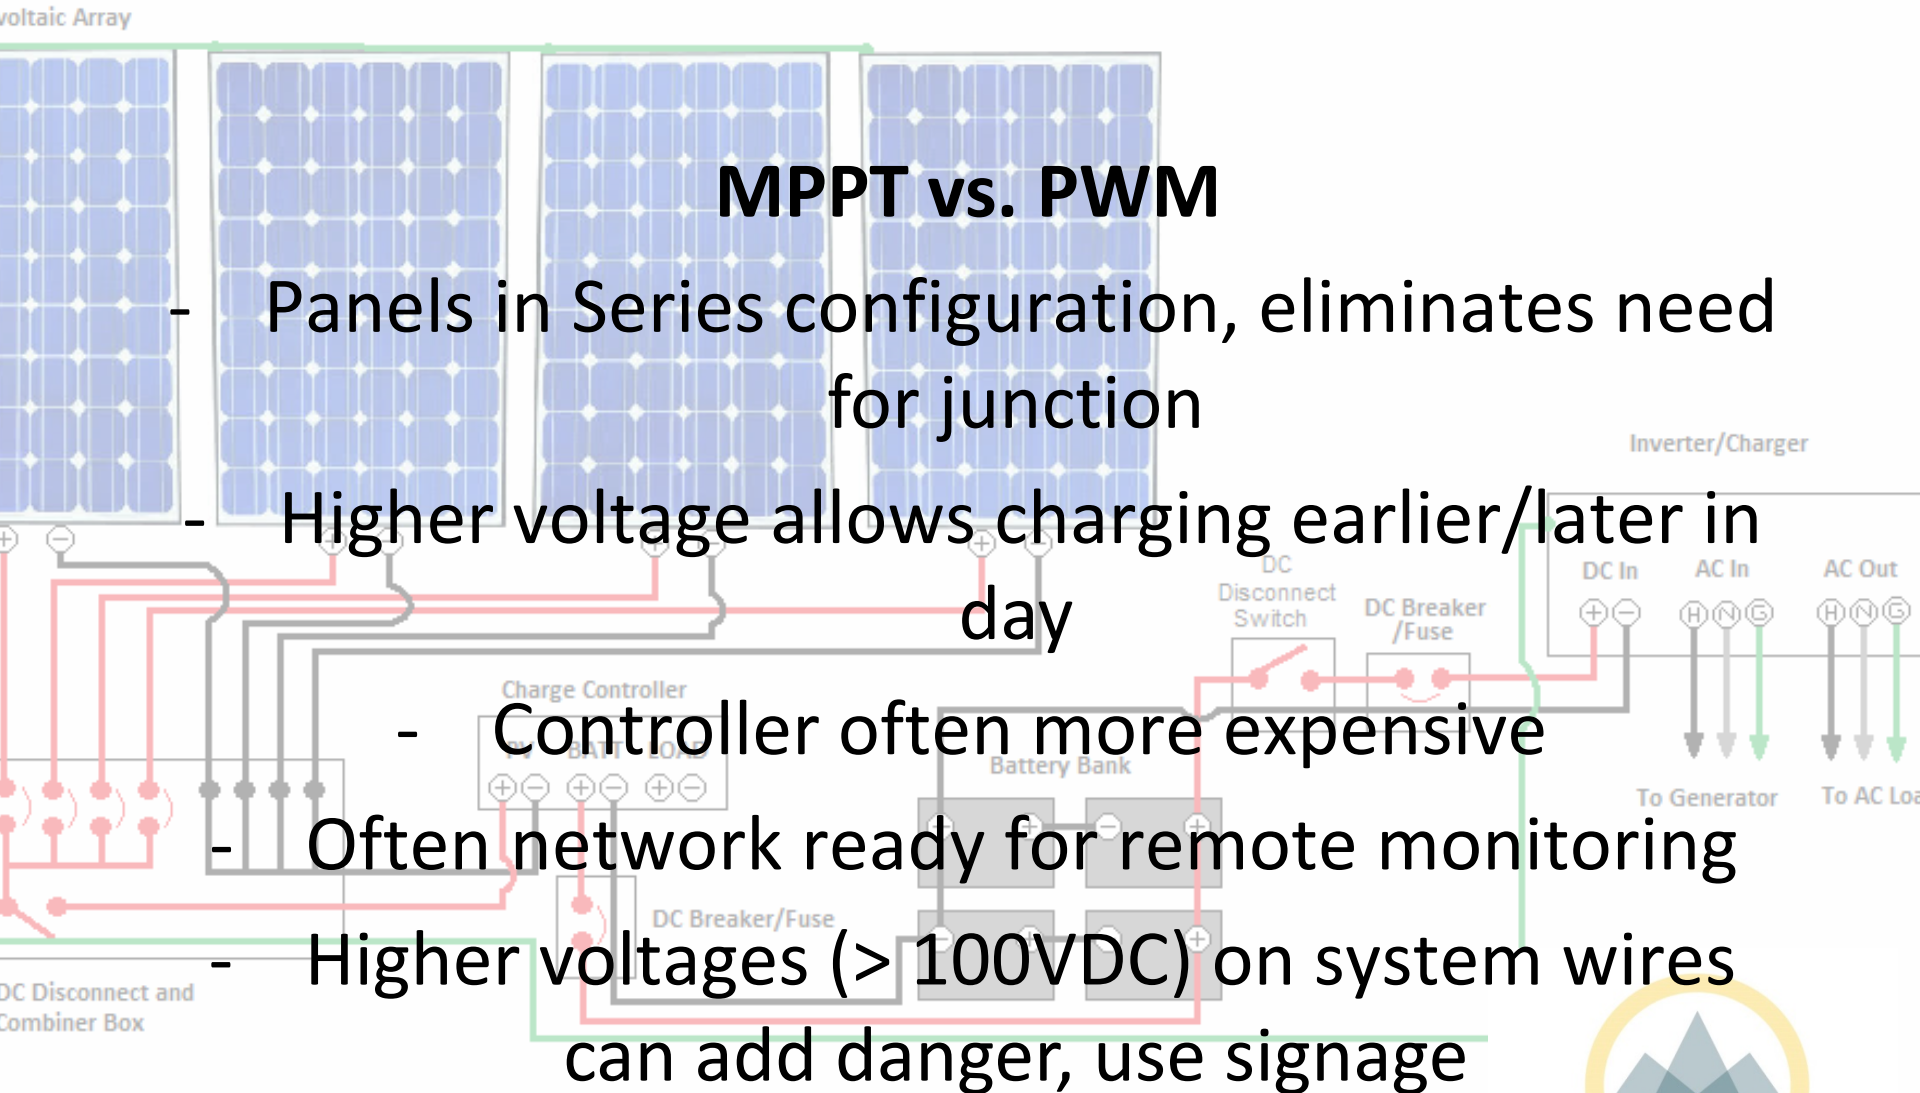 voltaic Array
MPPT vs. PWM
- Panels in Series configuration, eliminates need
for junction
Inverter/Charger
- Higher voltage allows charging earlier/later in
day
DC
Disconnect
Switch
DC Breaker
/Fuse
DC In AC In AC Out
H N G H N G
Charge Controller
- Controller often more expensive
PV BATT LOAD
Battery Bank
To Generator To AC Loa
- Often network ready for remote monitoring
DC Breaker/Fuse
- Higher voltages (> 100VDC) on system wires
can add danger, use signage
DC Disconnect and
Combiner Box